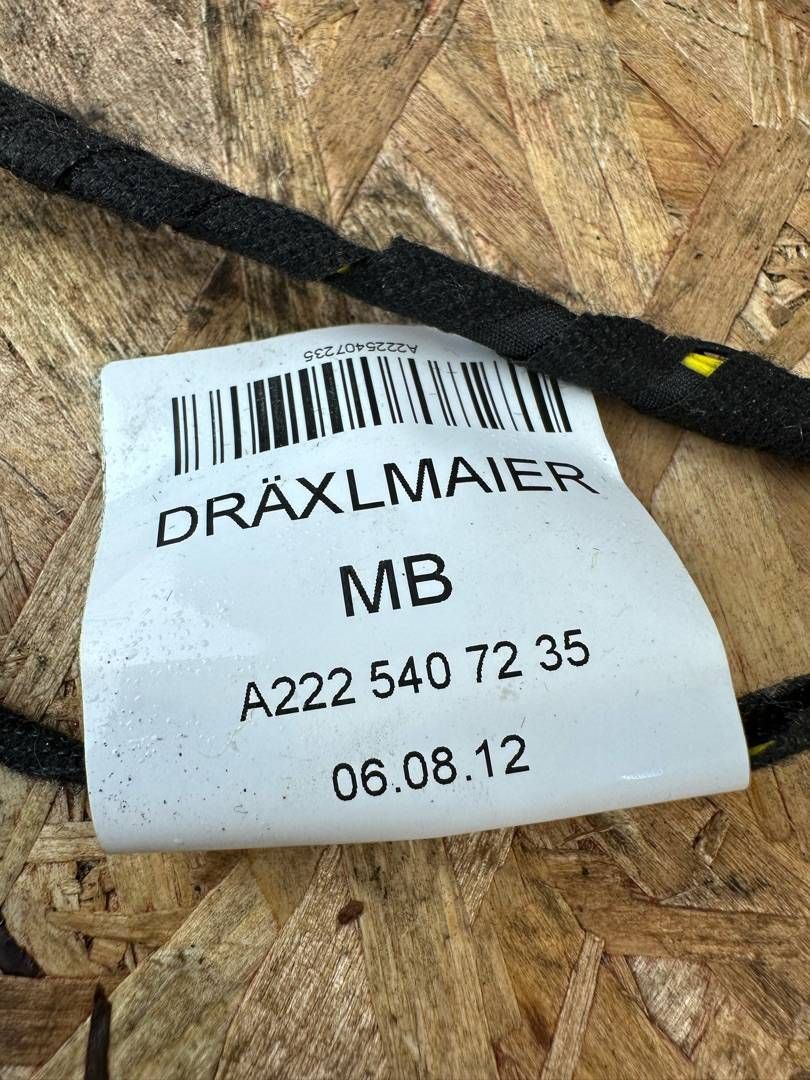 A2225407235
DRÄXLMAIER
MB
A222 540 72 35
06.08.12